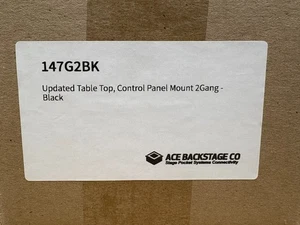 147G2BK
Updated Table Top, Control Panel Mount 2Gang -
Black
ACE BACKSTAGE CO
Stage Pocket Systems Connectivity